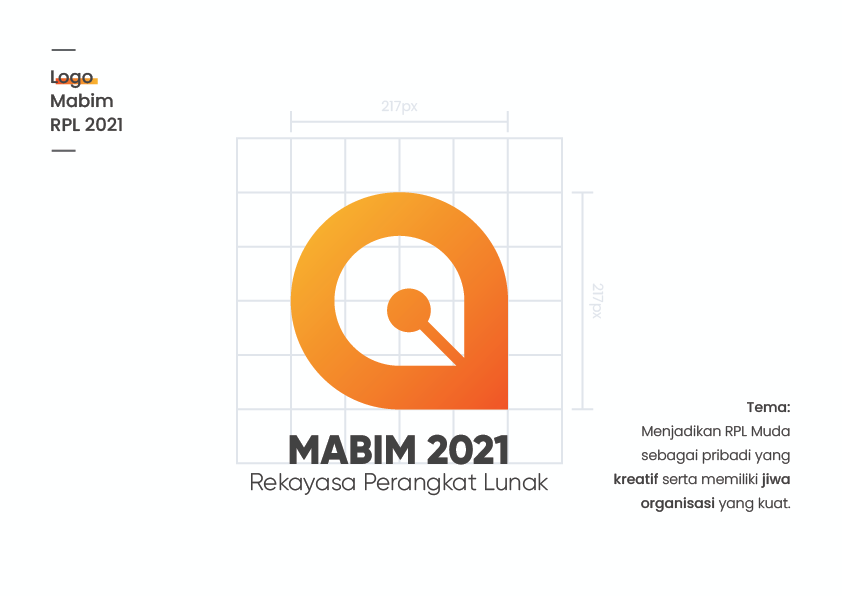 Logo
Mabim
RPL 2021
217px
217px
MABIM 2021
Rekayasa Perangkat Lunak
Tema:
Menjadikan RPL Muda
sebagai pribadi yang
kreatif serta memiliki jiwa
organisasi yang kuat.